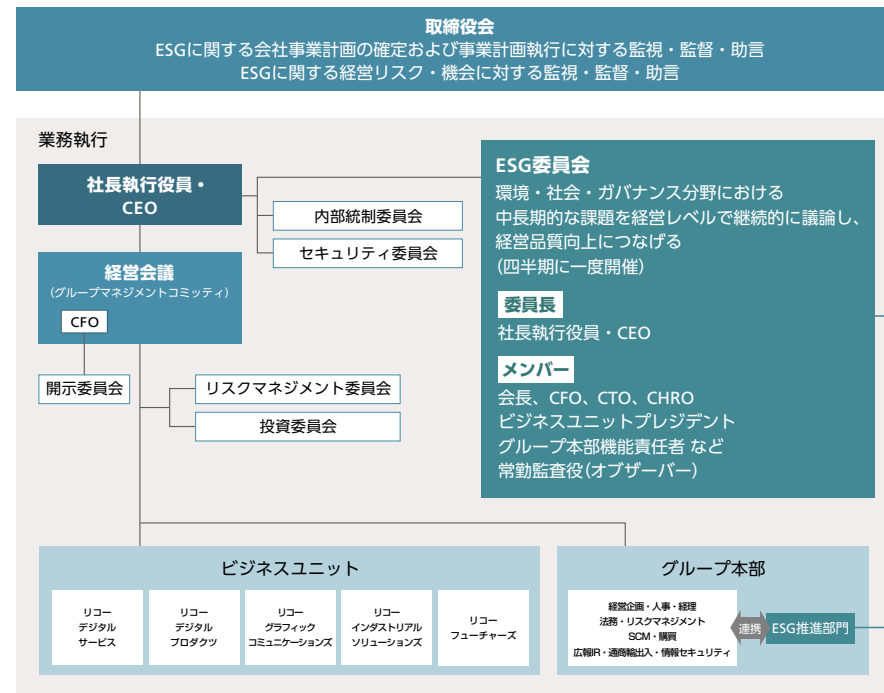 取締役会
ESGに関する会社事業計画の確定および事業計画執行に対する監視・監督・助言
ESGに関する経営リスク・機会に対する監視・監督・助言
業務執行
社長執行役員・
CEO
内部統制委員会
セキュリティ委員会
経営会議
(グループマネジメントコミッティ)
CFO
開示委員会
リスクマネジメント委員会
投資委員会
ESG委員会
環境・社会・ガバナンス分野における
中長期的な課題を経営レベルで継続的に議論し、
経営品質向上につなげる
(四半期に一度開催)
委員長
社長執行役員・CEO
メンバー
会長、CFO、CTO、CHRO
ビジネスユニットプレジデント
グループ本部機能責任者 など
常勤監査役(オブザーバー)
ビジネスユニット
リコー
デジタル
サービス
リコー
デジタル
プロダクツ
リコー
グラフィック
コミュニケーションズ
リコー
インダストリアル
ソリューションズ
リコー
フューチャーズ
グループ本部
経営企画・人事・経理
法務・リスクマネジメント
SCM・購買
広報IR・通商輸出入・情報セキュリティ
連携
ESG推進部門